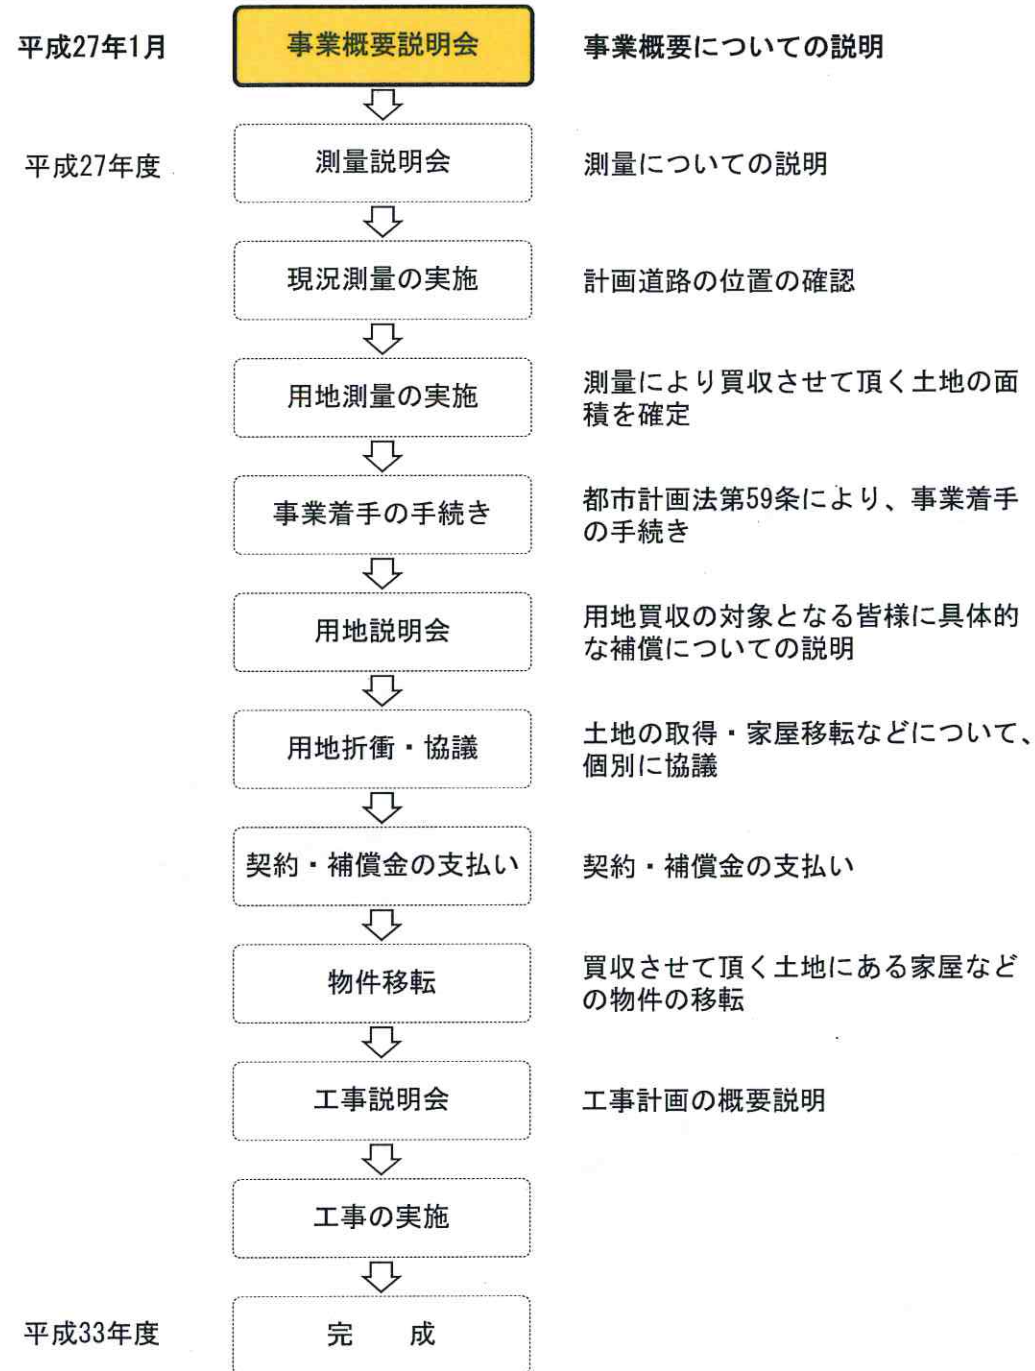 平成27年1月
事業概要説明会
事業概要についての説明
平成27年度
測量説明会
測量についての説明
現況測量の実施
計画道路の位置の確認
用地測量の実施
測量により買収させて頂く土地の面
積を確定
事業着手の手続き
都市計画法第59条により、事業着手
の手続き
用地説明会
用地買収の対象となる皆様に具体的
な補償についての説明
用地折衝・協議
土地の取得・家屋移転などについて、
個別に協議
契約・補償金の支払い
契約・補償金の支払い
物件移転
買収させて頂く土地にある家屋など
の物件の移転
工事説明会
工事計画の概要説明
工事の実施
平成33年度
完　　成